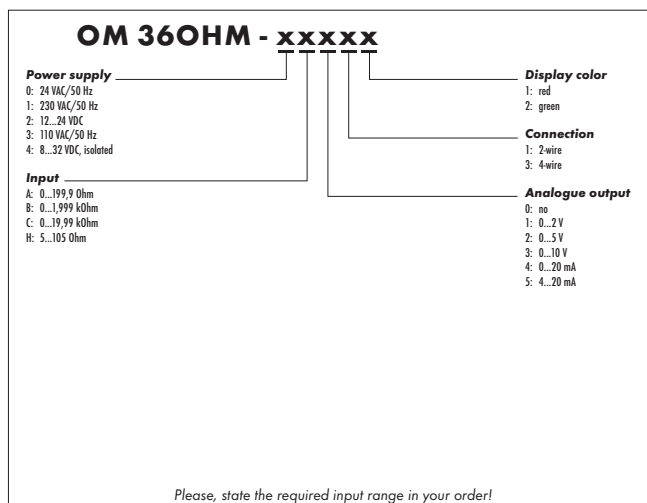 OM 36OHM - xxxxx
Power supply
0: 24 VAC/50 Hz
1: 230 VAC/50 Hz
2: 12...24 VDC
3: 110 VAC/50 Hz
4: 8...32 VDC, isolated
Input
A: 0...199,9 Ohm
B: 0...1,999 kOhm
C: 0...19,99 kOhm
H: 5...105 Ohm
Display color
1: red
2: green
Connection
1: 2-wire
3: 4-wire
Analogue output
0: no
1: 0...2 V
2: 0...5 V
3: 0...10 V
4: 0...20 mA
5: 4...20 mA
Please, state the required input range in your order!